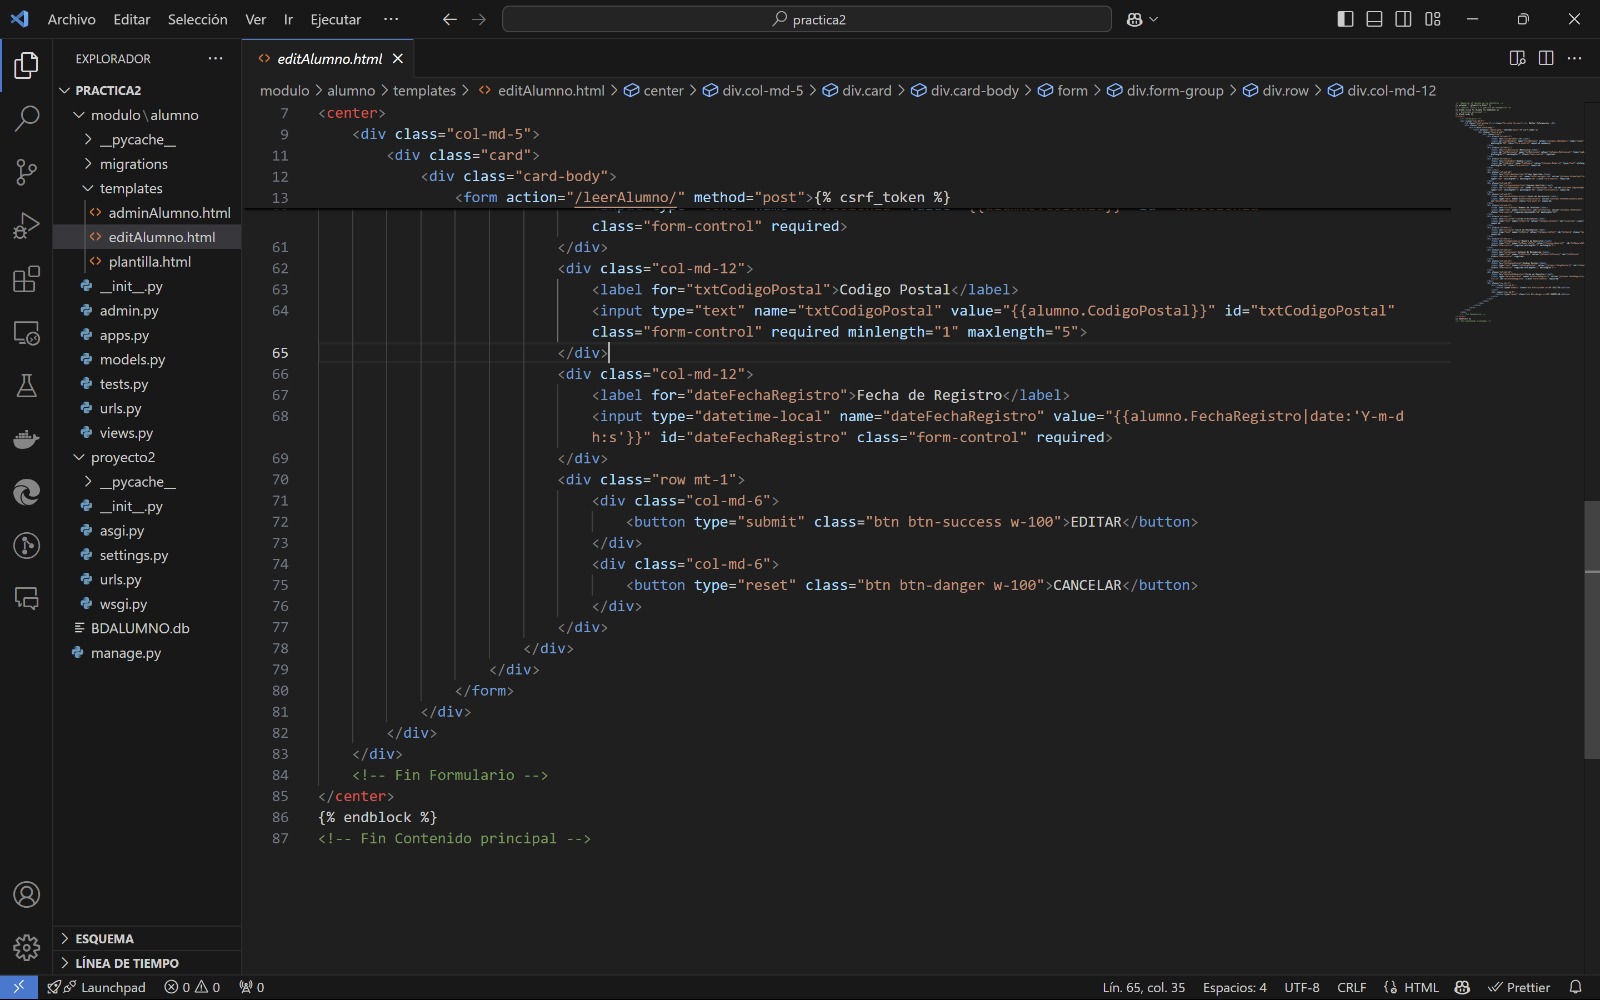 Archivo Editar Selección Ver Ir Ejecutar ···
practica2
EXPLORADOR ···
PRACTICA2
modulo\alumno
__pycache__
migrations
templates
adminAlumno.html
editAlumno.html
plantilla.html
__init__.py
admin.py
apps.py
models.py
tests.py
urls.py
views.py
proyecto2
__pycache__
__init__.py
asgi.py
settings.py
urls.py
wsgi.py
BDALUMNO.db
manage.py
ESQUEMA
LÍNEA DE TIEMPO
editAlumno.html
modulo > alumno > templates > editAlumno.html > center > div.col-md-5 > div.card > div.card-body > form > div.form-group > div.row > div.col-md-12
7 <center>
9 <div class="col-md-5">
11 <div class="card">
12 <div class="card-body">
13 <form action="/leerAlumno/" method="post">{% csrf_token %}
class="form-control" required>
61 </div>
62 <div class="col-md-12">
63 <label for="txtCodigoPostal">Codigo Postal</label>
64 <input type="text" name="txtCodigoPostal" value="{{alumno.CodigoPostal}}" id="txtCodigoPostal"
class="form-control" required minlength="1" maxlength="5">
65 </div>
66 <div class="col-md-12">
67 <label for="dateFechaRegistro">Fecha de Registro</label>
68 <input type="datetime-local" name="dateFechaRegistro" value="{{alumno.FechaRegistro|date:'Y-m-d
h:s'}}" id="dateFechaRegistro" class="form-control" required>
69 </div>
70 <div class="row mt-1">
71 <div class="col-md-6">
72 <button type="submit" class="btn btn-success w-100">EDITAR</button>
73 </div>
74 <div class="col-md-6">
75 <button type="reset" class="btn btn-danger w-100">CANCELAR</button>
76 </div>
77 </div>
78 </div>
79 </div>
80 </form>
81 </div>
82 </div>
83 </div>
84 <!-- Fin Formulario -->
85 </center>
86 {% endblock %}
87 <!-- Fin Contenido principal -->
Launchpad 0 0 0 Lín. 65, col. 35 Espacios: 4 UTF-8 CRLF HTML Prettier